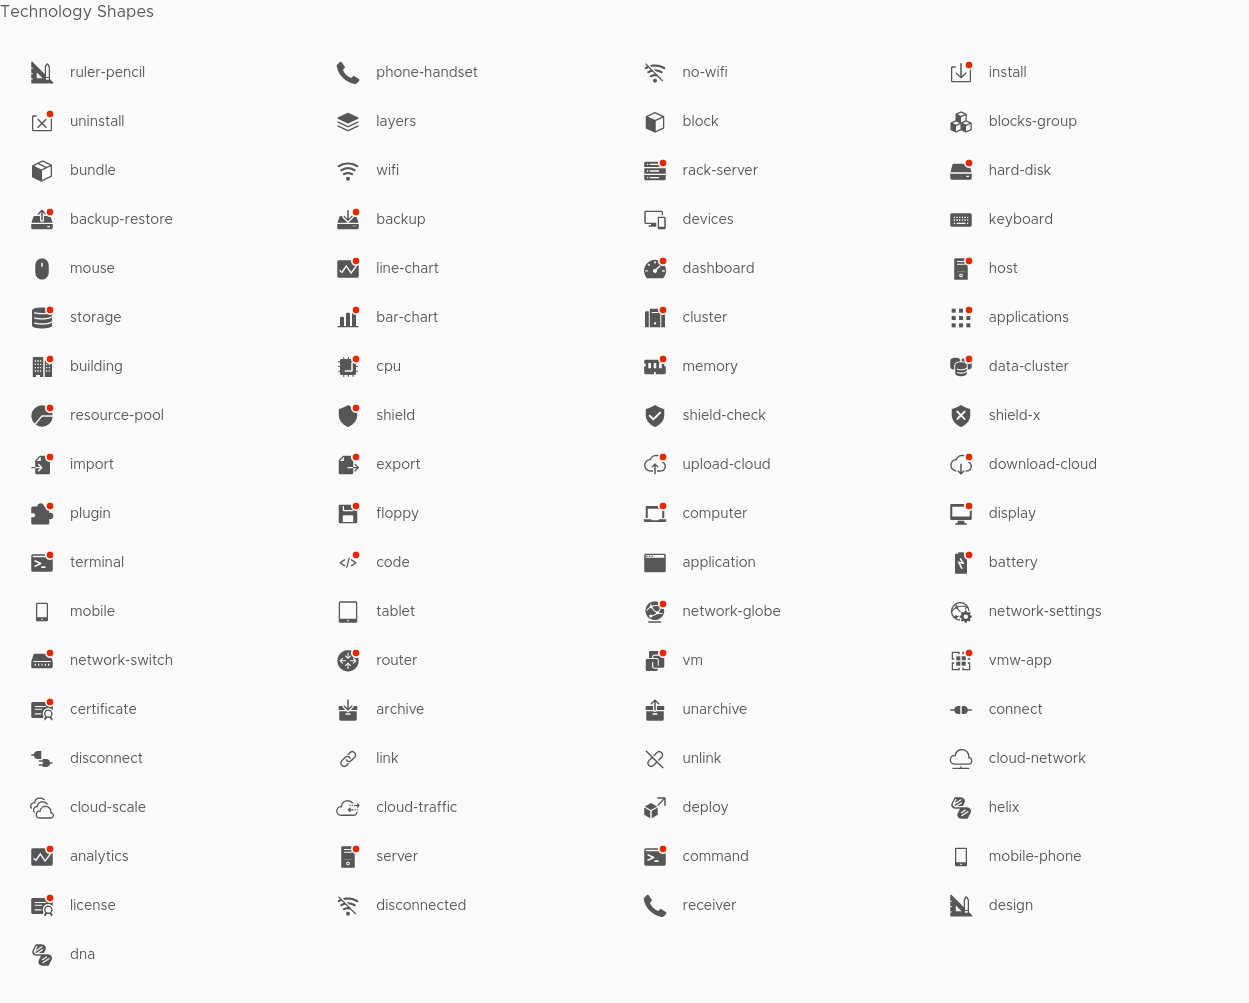 Technology Shapes
ruler-pencil phone-handset no-wifi install
uninstall layers block blocks-group
bundle wifi rack-server hard-disk
backup-restore backup devices keyboard
mouse line-chart dashboard host
storage bar-chart cluster applications
building cpu memory data-cluster
resource-pool shield shield-check shield-x
import export upload-cloud download-cloud
plugin floppy computer display
terminal code application battery
mobile tablet network-globe network-settings
network-switch router vm vmw-app
certificate archive unarchive connect
disconnect link unlink cloud-network
cloud-scale cloud-traffic deploy helix
analytics server command mobile-phone
license disconnected receiver design
dna